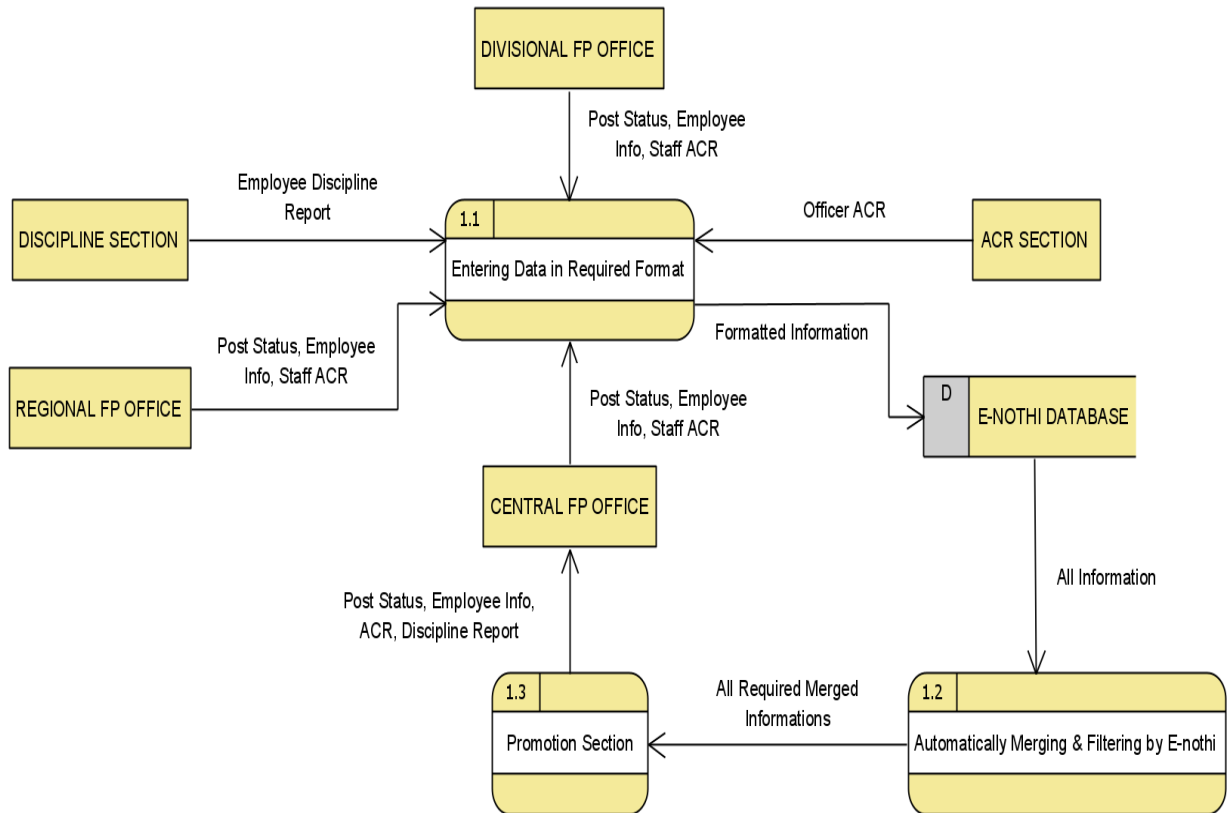 DIVISIONAL FP OFFICE
Post Status, Employee
Info, Staff ACR
Employee Discipline
Report
Officer ACR
DISCIPLINE SECTION
1.1
Entering Data in Required Format
ACR SECTION
Formatted Information
Post Status, Employee
Info, Staff ACR
REGIONAL FP OFFICE
D
E-NOTHI DATABASE
Post Status, Employee
Info, Staff ACR
CENTRAL FP OFFICE
All Information
Post Status, Employee Info,
ACR, Discipline Report
1.3
Promotion Section
All Required Merged
Informations
1.2
Automatically Merging & Filtering by E-nothi